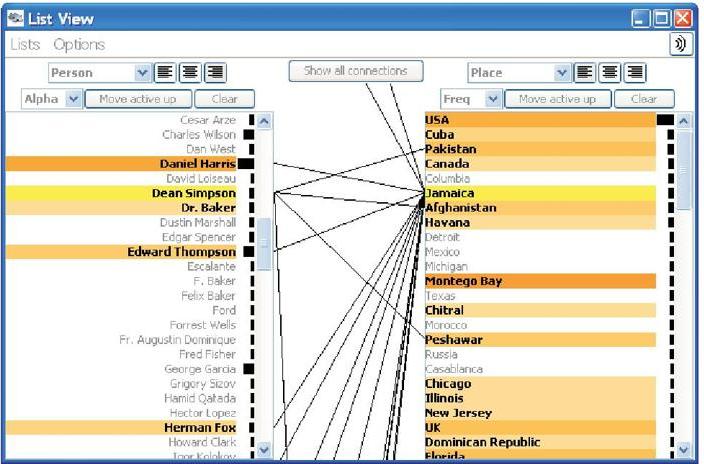 List View
Lists Options
Person
Show all connections
Place
Alpha Move active up Clear
Freq Move active up Clear
Cesar Arze
Charles Wilson
Dan West
Daniel Harris
David Loiseau
Dean Simpson
Dr. Baker
Dustin Marshall
Edgar Spencer
Edward Thompson
Escalante
F. Baker
Felix Baker
Ford
Forrest Wells
Fr. Augustin Dominique
Fred Fisher
George Garcia
Grigory Sizov
Hamid Qatada
Hector Lopez
Herman Fox
Howard Clark
Igor Kolokov
USA
Cuba
Pakistan
Canada
Columbia
Jamaica
Afghanistan
Havana
Detroit
Mexico
Michigan
Montego Bay
Texas
Chitral
Morocco
Peshawar
Russia
Casablanca
Chicago
Illinois
New Jersey
UK
Dominican Republic
Florida